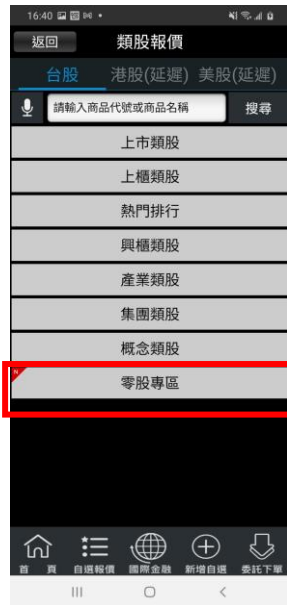 16:40
返回 類股報價
台股 港股(延遲) 美股(延遲)
請輸入商品代號或商品名稱 搜尋
上市類股
上櫃類股
熱門排行
興櫃類股
產業類股
集團類股
概念類股
N 零股專區
首 頁 自選報價 國際金融 新增自選 委託下單